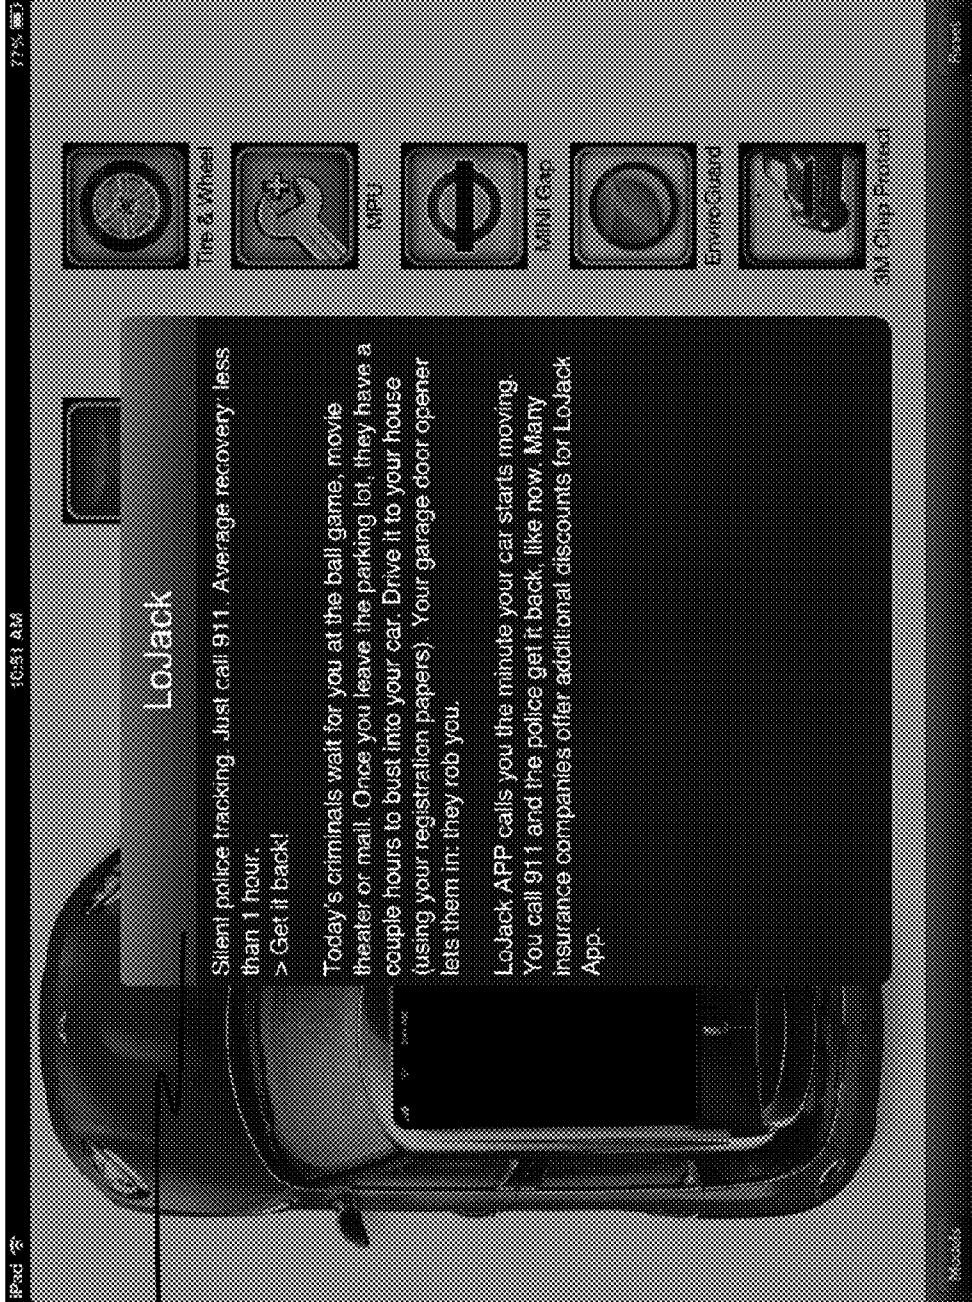 iPad
10:51 AM
77%
LoJack
Silent police tracking. Just call 911. Average recovery: less
than 1 hour.
> Get it back!
Today's criminals wait for you at the ball game, movie
theater or mall. Once you leave the parking lot, they have a
couple hours to bust into your car. Drive it to your house
(using your registration papers). Your garage door opener
lets them in: they rob you.
LoJack APP calls you the minute your car starts moving.
You call 911 and the police get it back, like now. Many
insurance companies offer additional discounts for LoJack
App.
Tire & Wheel
MPU
MINI Gap
EnviroGuard
3M Chip Protect
Models